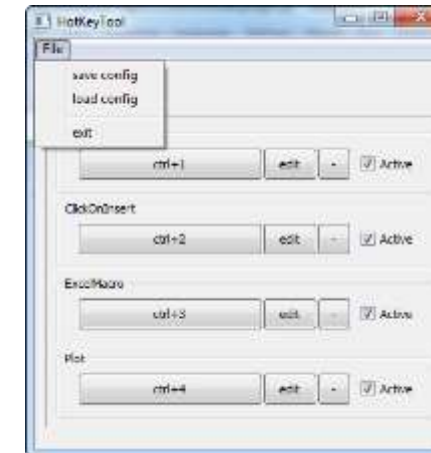 HotKeyTool
File
save config
load config
exit
ctrl+1 edit - Active
ClickOnInsert
ctrl+2 edit - Active
ExcelMacro
ctrl+3 edit - Active
Plot
ctrl+4 edit - Active